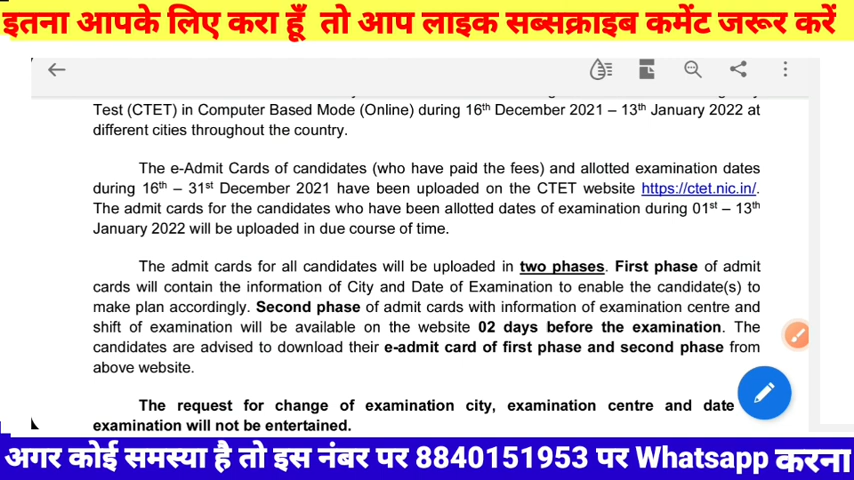 इतना आपके लिए करा हूँ तो आप लाइक सब्सक्राइब कमेंट जरूर करें
Test (CTET) in Computer Based Mode (Online) during 16th December 2021 – 13th January 2022 at
different cities throughout the country.
The e-Admit Cards of candidates (who have paid the fees) and allotted examination dates
during 16th – 31st December 2021 have been uploaded on the CTET website https://ctet.nic.in/.
The admit cards for the candidates who have been allotted dates of examination during 01st – 13th
January 2022 will be uploaded in due course of time.
The admit cards for all candidates will be uploaded in two phases. First phase of admit
cards will contain the information of City and Date of Examination to enable the candidate(s) to
make plan accordingly. Second phase of admit cards with information of examination centre and
shift of examination will be available on the website 02 days before the examination. The
candidates are advised to download their e-admit card of first phase and second phase from
above website.
The request for change of examination city, examination centre and date
examination will not be entertained.
अगर कोई समस्या है तो इस नंबर पर 8840151953 पर Whatsapp करना